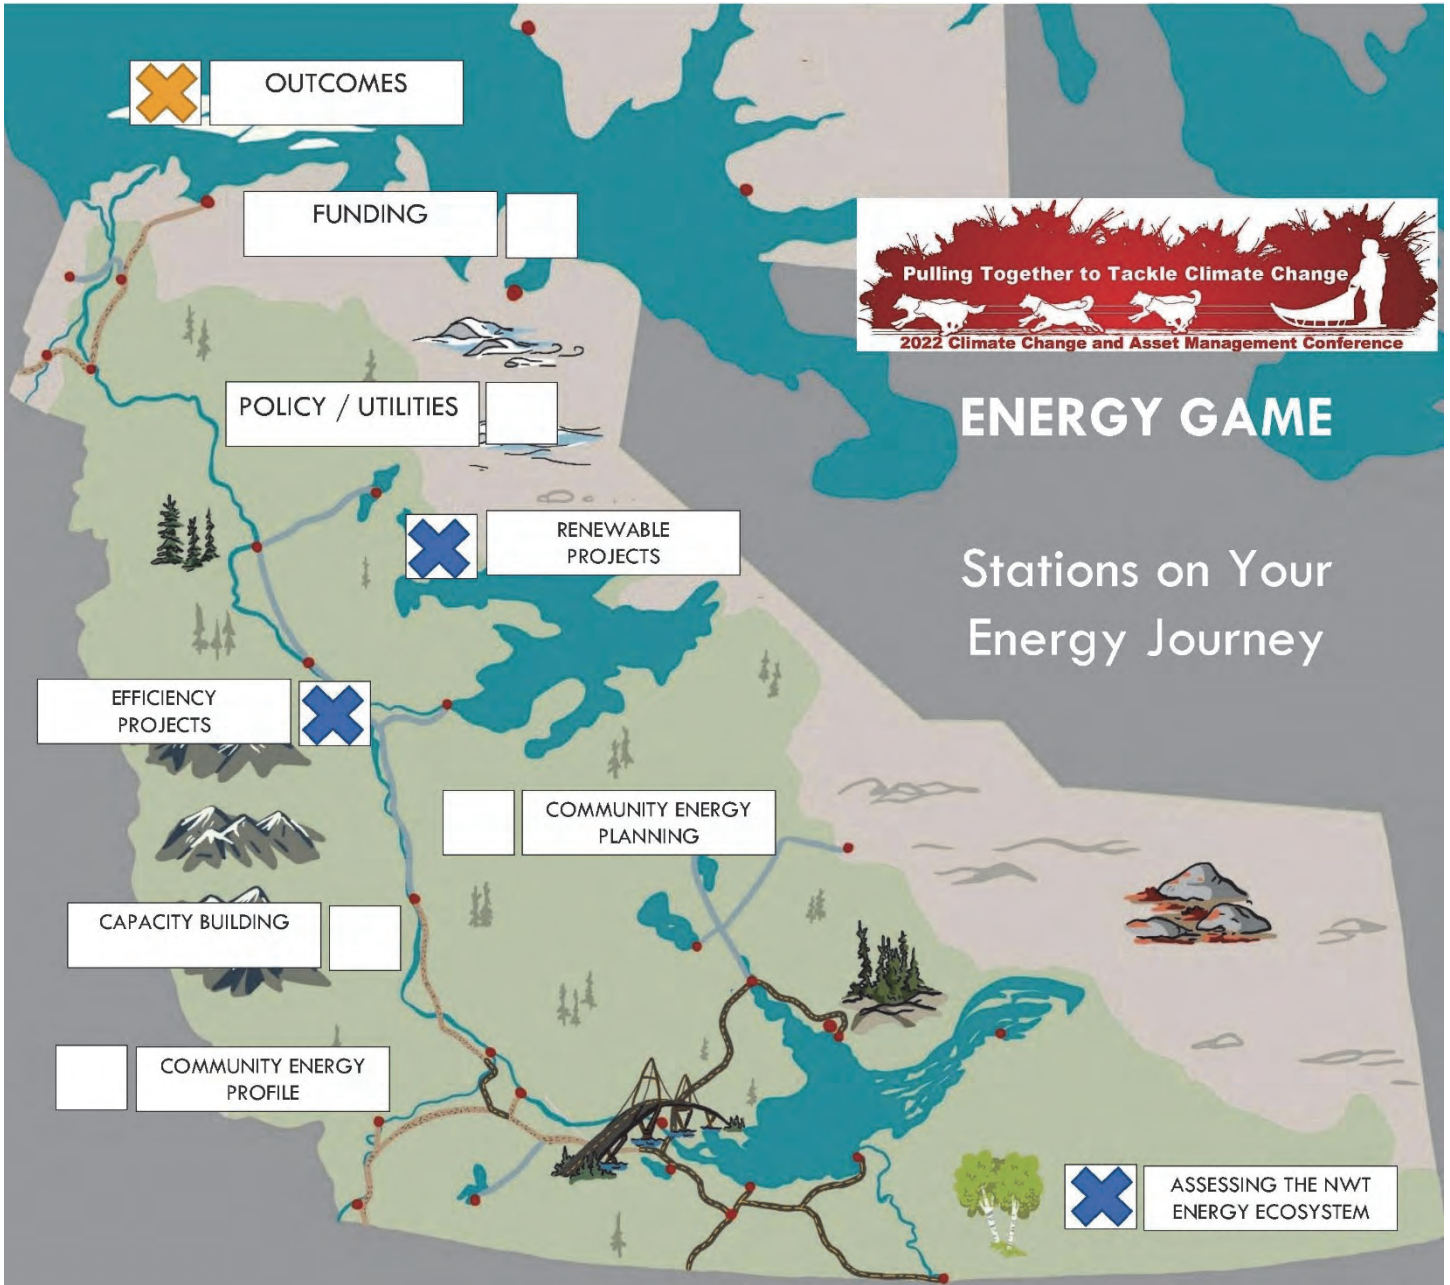 OUTCOMES
FUNDING
Pulling Together to Tackle Climate Change
2022 Climate Change and Asset Management Conference
POLICY / UTILITIES
ENERGY GAME
RENEWABLE
PROJECTS
Stations on Your
Energy Journey
EFFICIENCY
PROJECTS
COMMUNITY ENERGY
PLANNING
CAPACITY BUILDING
COMMUNITY ENERGY
PROFILE
ASSESSING THE NWT
ENERGY ECOSYSTEM